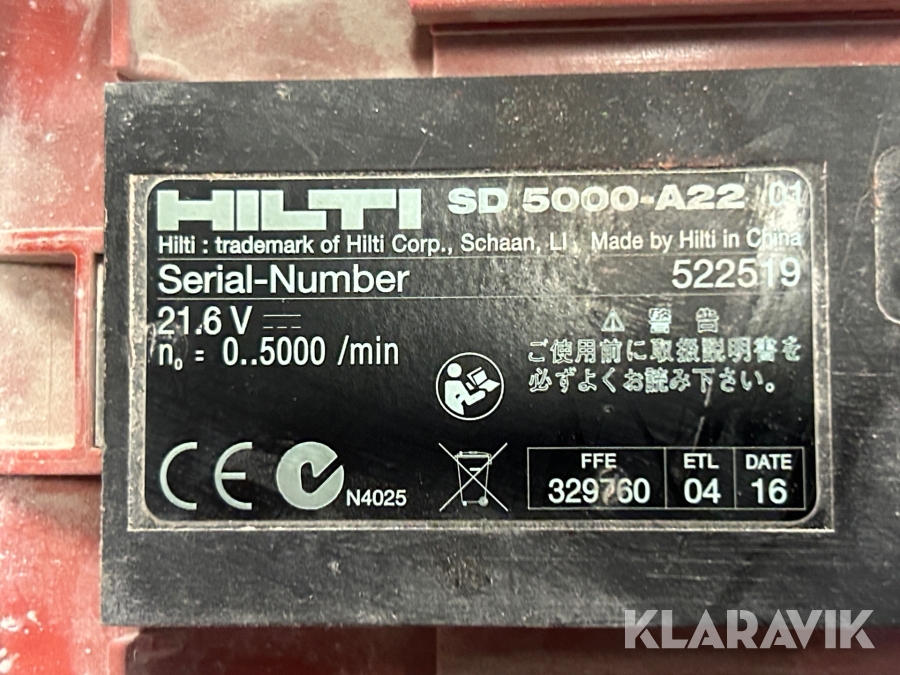 HILTI SD 5000-A22 /01
Hilti : trademark of Hilti Corp., Schaan, LI , Made by Hilti in China
Serial-Number 522519
21.6 V
n₀ = 0..5000 /min
⚠ 警告
ご使用前に取扱説明書を
必ずよくお読み下さい。
CE N4025
FFE ETL DATE
329760 04 16
KLARAVIK